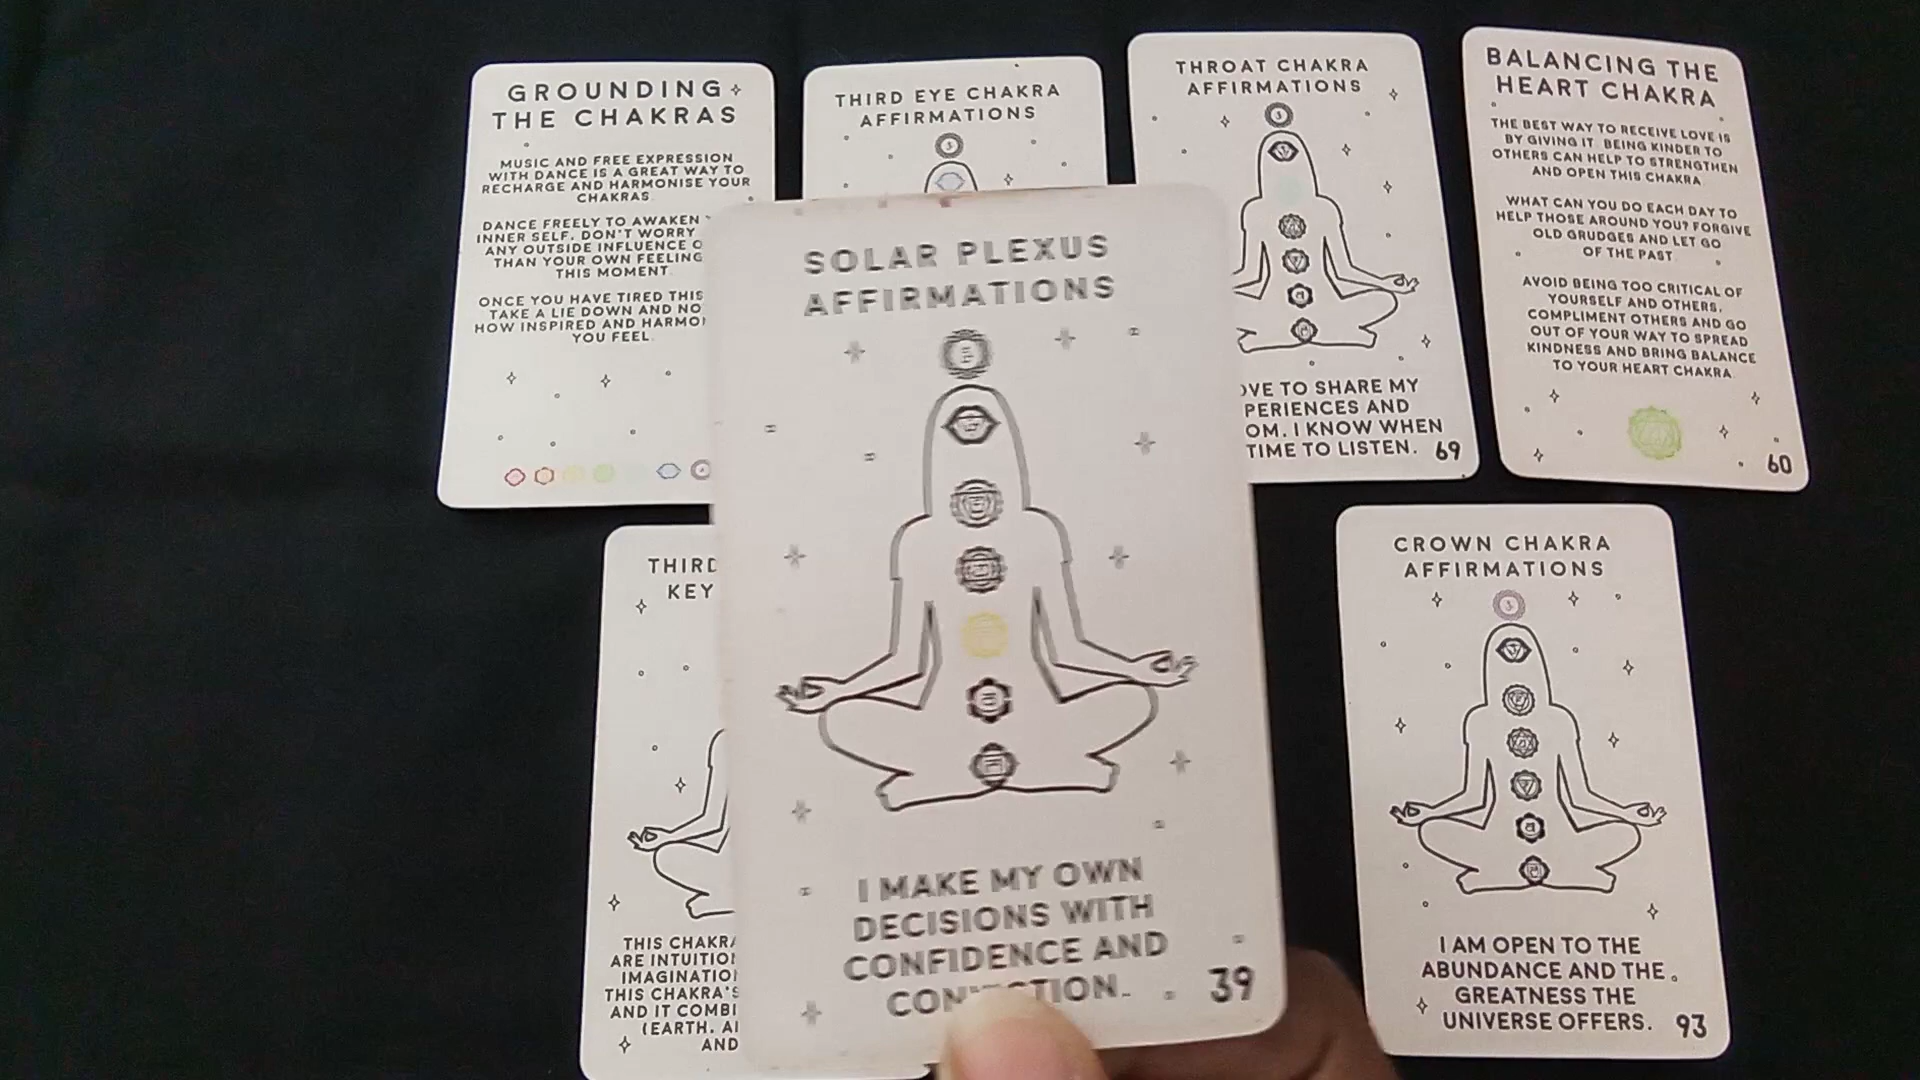 GROUNDING
THE CHAKRAS
MUSIC AND FREE EXPRESSION
WITH DANCE IS A GREAT WAY TO
RECHARGE AND HARMONISE YOUR
CHAKRAS
DANCE FREELY TO AWAKEN
INNER SELF. DON'T WORRY
ANY OUTSIDE INFLUENCE
THAN YOUR OWN FEELING
THIS MOMENT.
ONCE YOU HAVE TIRED THIS
TAKE A LIE DOWN AND
HOW INSPIRED AND
YOU FEEL.
THIRD EYE CHAKRA
AFFIRMATIONS
THROAT CHAKRA
AFFIRMATIONS
TO SHARE MY
AND
I KNOW WHEN
TIME TO LISTEN.
69
BALANCING THE
HEART CHAKRA
THE BEST WAY TO RECEIVE LOVE IS
BY GIVING IT. BEING KINDER TO
OTHERS CAN HELP TO STRENGTHEN
AND OPEN THIS CHAKRA
WHAT CAN YOU DO EACH DAY TO
HELP THOSE AROUND YOU? FORGIVE
OLD GRUDGES AND LET GO
OF THE PAST
AVOID BEING TOO CRITICAL OF
YOURSELF AND OTHERS,
COMPLIMENT OTHERS AND GO
OUT OF YOUR WAY TO SPREAD
KINDNESS AND BRING BALANCE
TO YOUR HEART CHAKRA
60
SOLAR PLEXUS
AFFIRMATIONS
I MAKE MY OWN
DECISIONS WITH
CONFIDENCE AND
39
THIRD
KEY
THIS
ARE
THIS CHAKRA'S
AND IT
(EARTH,
AND
CROWN CHAKRA
AFFIRMATIONS
I AM OPEN TO THE
ABUNDANCE AND THE
GREATNESS THE
UNIVERSE OFFERS.
93